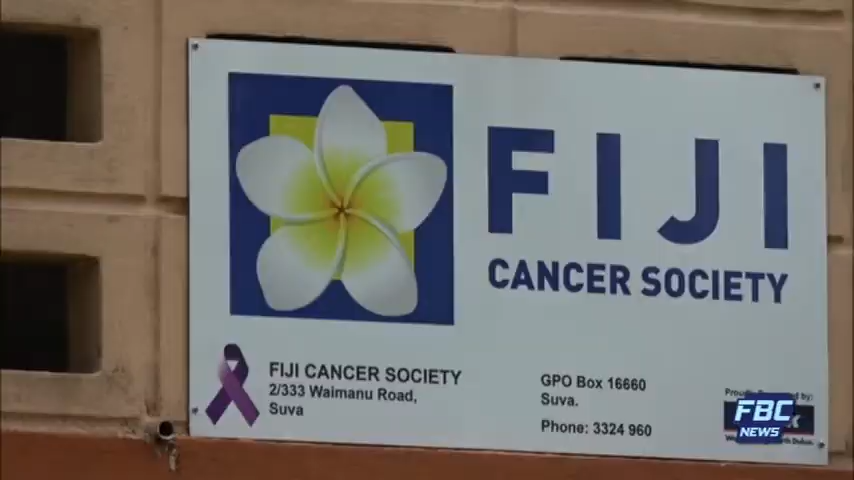 FIJI
CANCER SOCIETY
FIJI CANCER SOCIETY
2/333 Waimanu Road,
Suva
GPO Box 16660
Suva.
Phone: 3324 960
FBC
NEWS